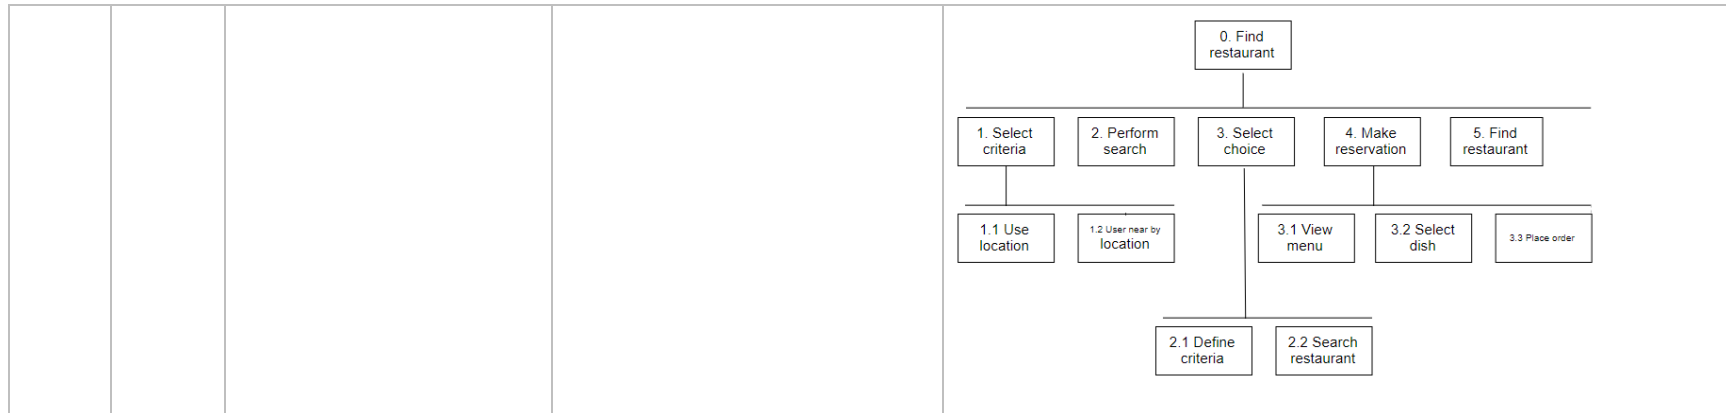 0. Find
restaurant
1. Select
criteria
2. Perform
search
3. Select
choice
4. Make
reservation
5. Find
restaurant
1.1 Use
location
1.2 User near by
location
3.1 View
menu
3.2 Select
dish
3.3 Place order
2.1 Define
criteria
2.2 Search
restaurant